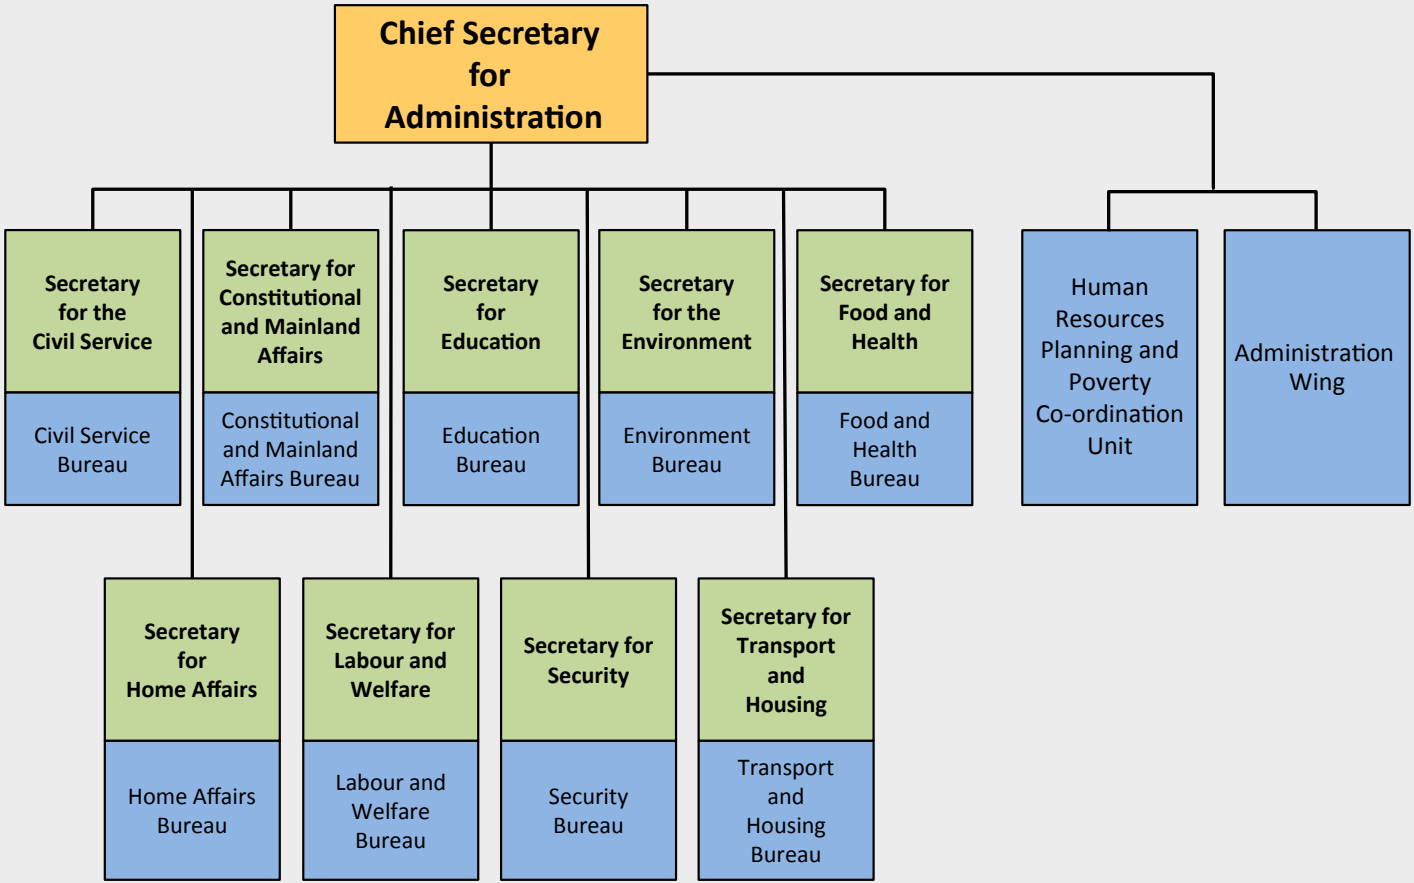 Chief Secretary
for
Administration
Secretary
for the
Civil Service
Civil Service
Bureau
Secretary for
Constitutional
and Mainland
Affairs
Constitutional
and Mainland
Affairs Bureau
Secretary
for
Education
Education
Bureau
Secretary
for the
Environment
Environment
Bureau
Secretary for
Food and
Health
Food and
Health
Bureau
Human
Resources
Planning and
Poverty
Co-ordination
Unit
Administration
Wing
Secretary
for
Home Affairs
Home Affairs
Bureau
Secretary for
Labour and
Welfare
Labour and
Welfare
Bureau
Secretary for
Security
Security
Bureau
Secretary for
Transport
and
Housing
Transport
and
Housing
Bureau